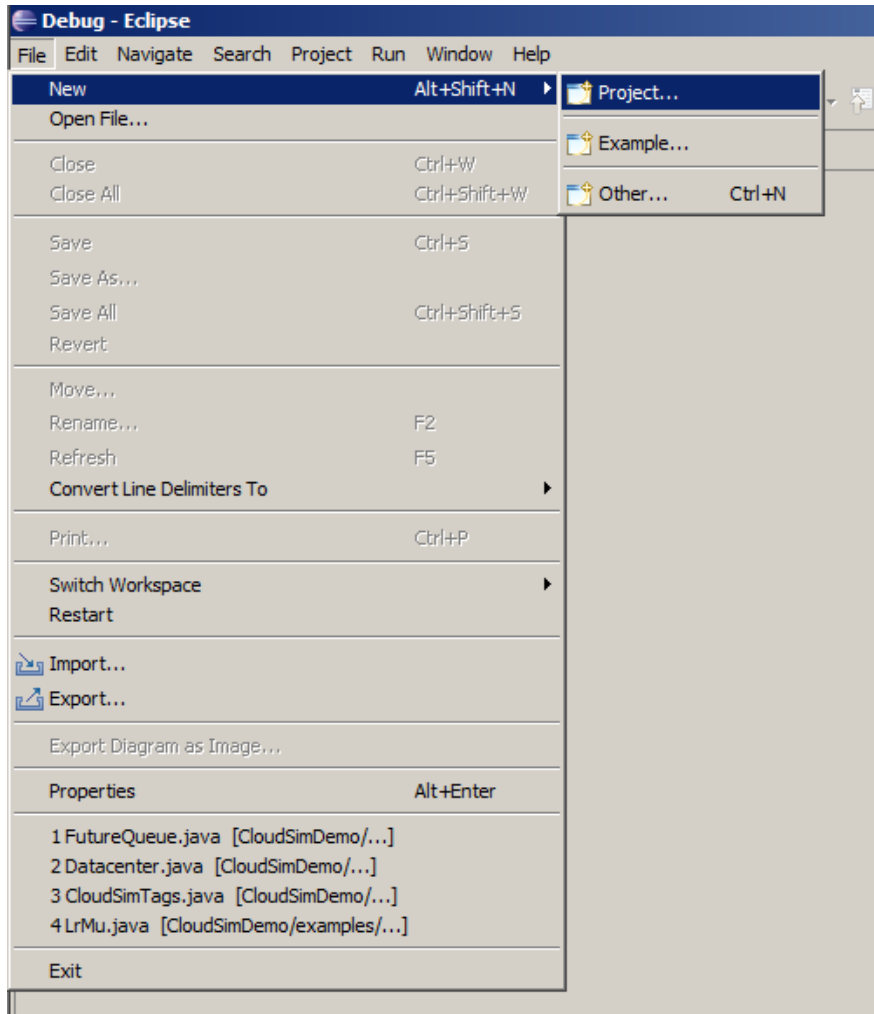 Debug - Eclipse
File Edit Navigate Search Project Run Window Help
New Alt+Shift+N
Project...
Open File...
Example...
Close Ctrl+W
Close All Ctrl+Shift+W
Other... Ctrl+N
Save Ctrl+S
Save As...
Save All Ctrl+Shift+S
Revert
Move...
Rename... F2
Refresh F5
Convert Line Delimiters To
Print... Ctrl+P
Switch Workspace
Restart
Import...
Export...
Export Diagram as Image...
Properties Alt+Enter
1 FutureQueue.java [CloudSimDemo/...]
2 Datacenter.java [CloudSimDemo/...]
3 CloudSimTags.java [CloudSimDemo/...]
4 LrMu.java [CloudSimDemo/examples/...]
Exit